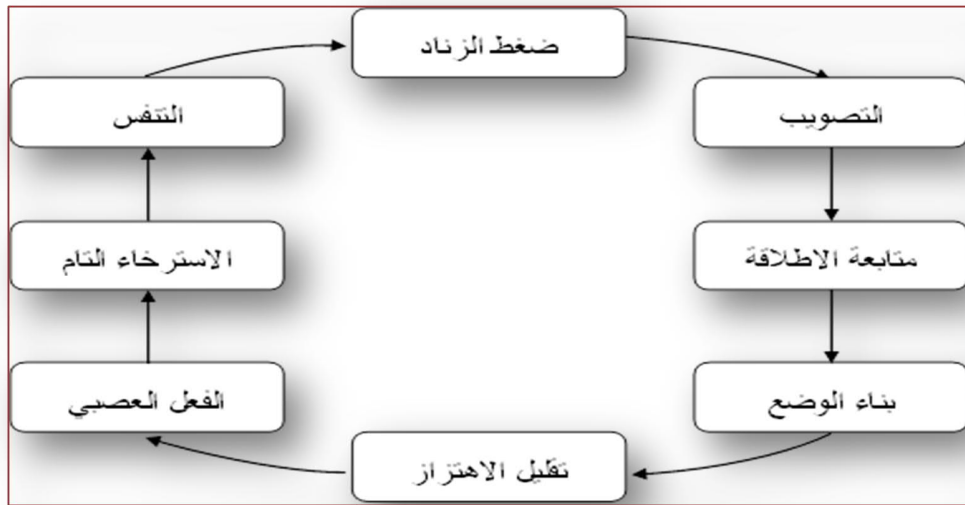 ضغط الزناد
التصويب
متابعة الاطلاقة
بناء الوضع
تقليل الاهتزاز
الفعل العصبي
الاسترخاء التام
التنفس